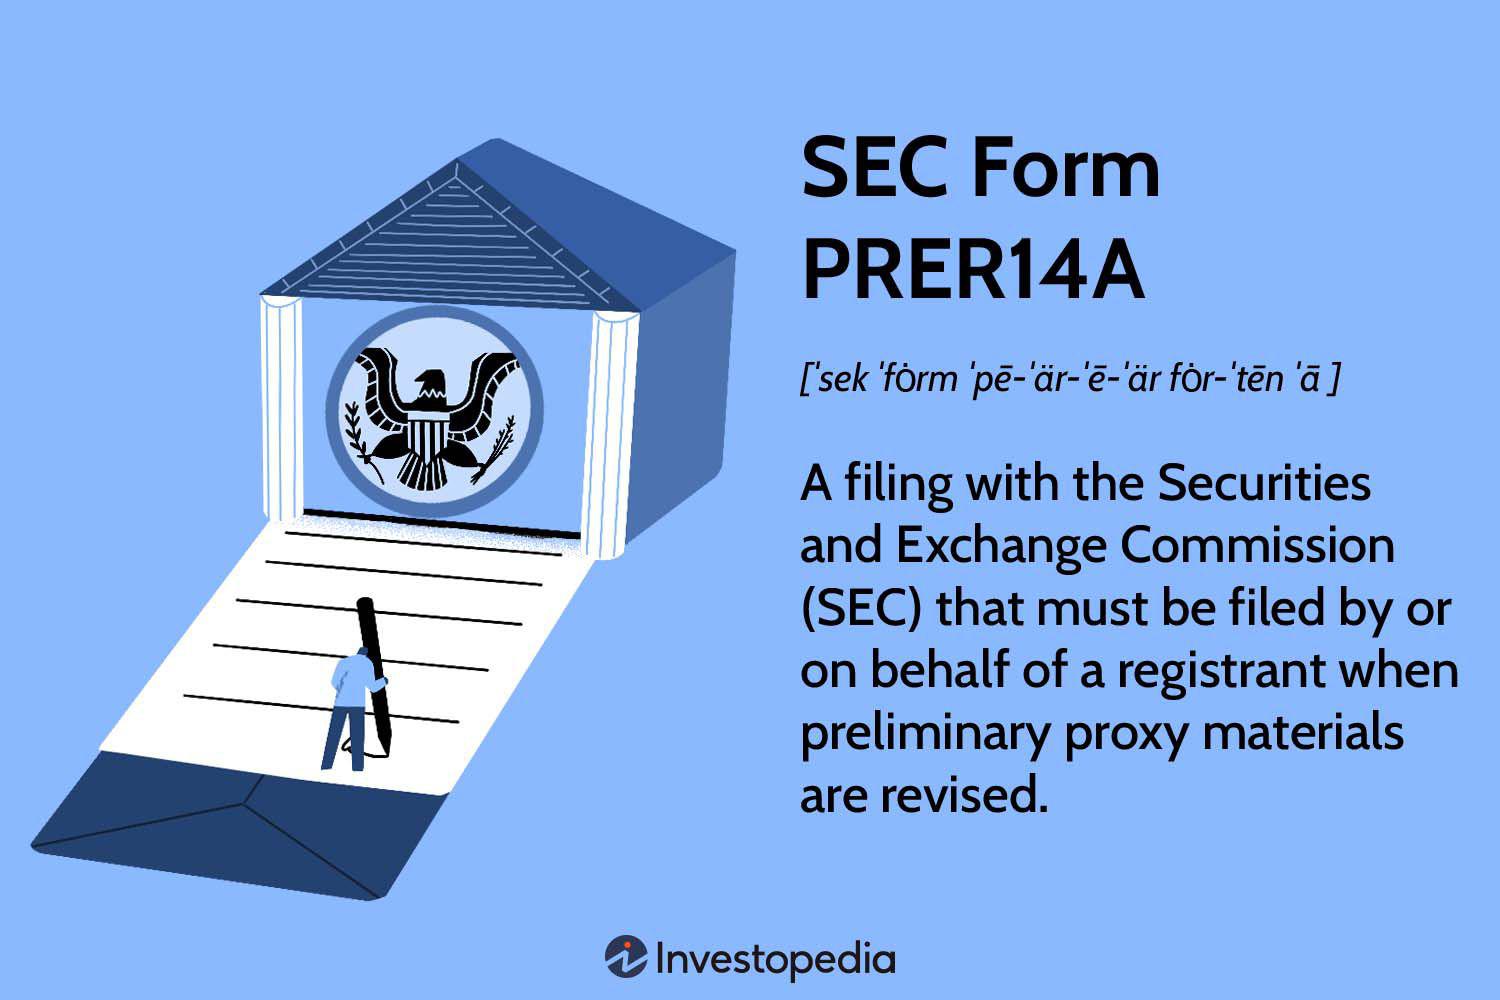 SEC Form
PRER14A
[ˈsek ˈfȯrm ˈpē-ˈär-ˈē-ˈär fȯr-ˈtēn ˈā ]
A filing with the Securities
and Exchange Commission
(SEC) that must be filed by or
on behalf of a registrant when
preliminary proxy materials
are revised.
Investopedia